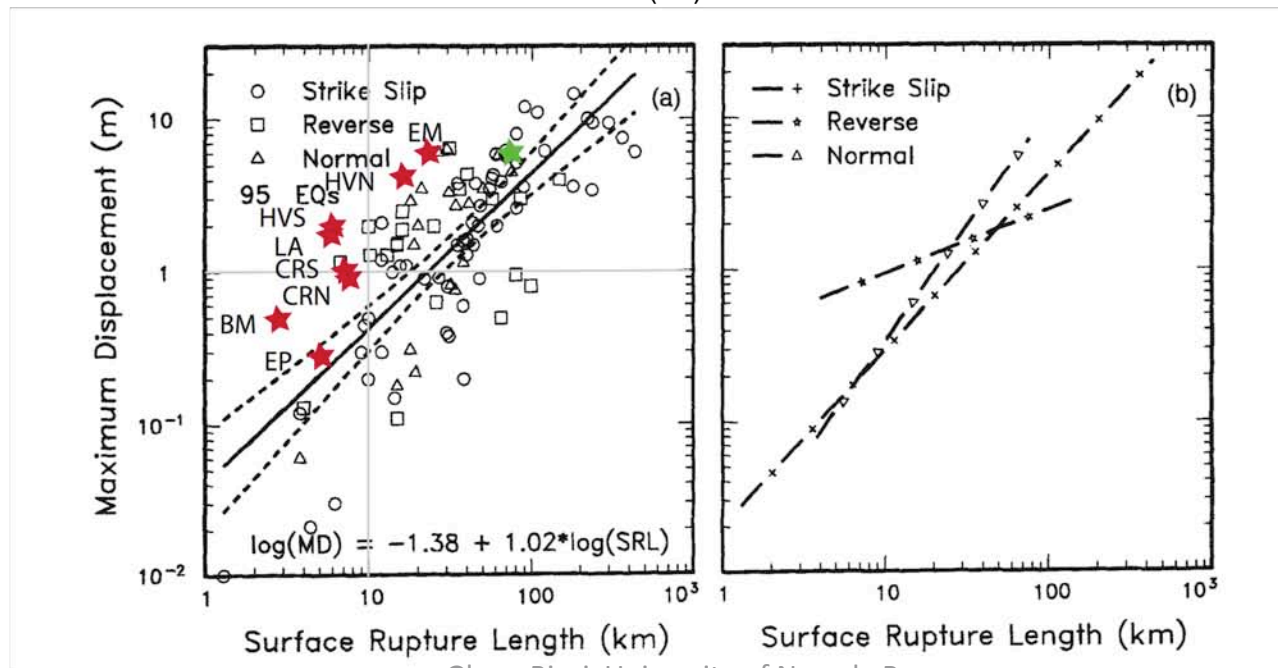 Maximum Displacement (m)
10
1
10⁻¹
10⁻²
Strike Slip
Reverse
Normal
95 EQs
(a)
EM
HVN
HVS
LA
CRS
CRN
BM
EP
log(MD) = -1.38 + 1.02*log(SRL)
1
10
100
10³
Surface Rupture Length (km)
(b)
Strike Slip
Reverse
Normal
1
10
100
10³
Surface Rupture Length (km)